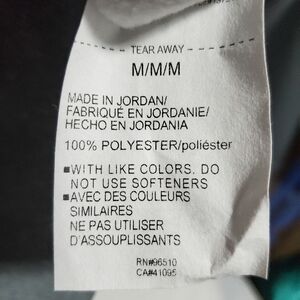 TEAR AWAY
M/M/M
MADE IN JORDAN/
FABRIQUÉ EN JORDANIE/
HECHO EN JORDANIA
100% POLYESTER/poliéster
■WITH LIKE COLORS. DO
NOT USE SOFTENERS
■AVEC DES COULEURS
SIMILAIRES
NE PAS UTILISER
D'ASSOUPLISSANTS
RN#96510
CA#41095